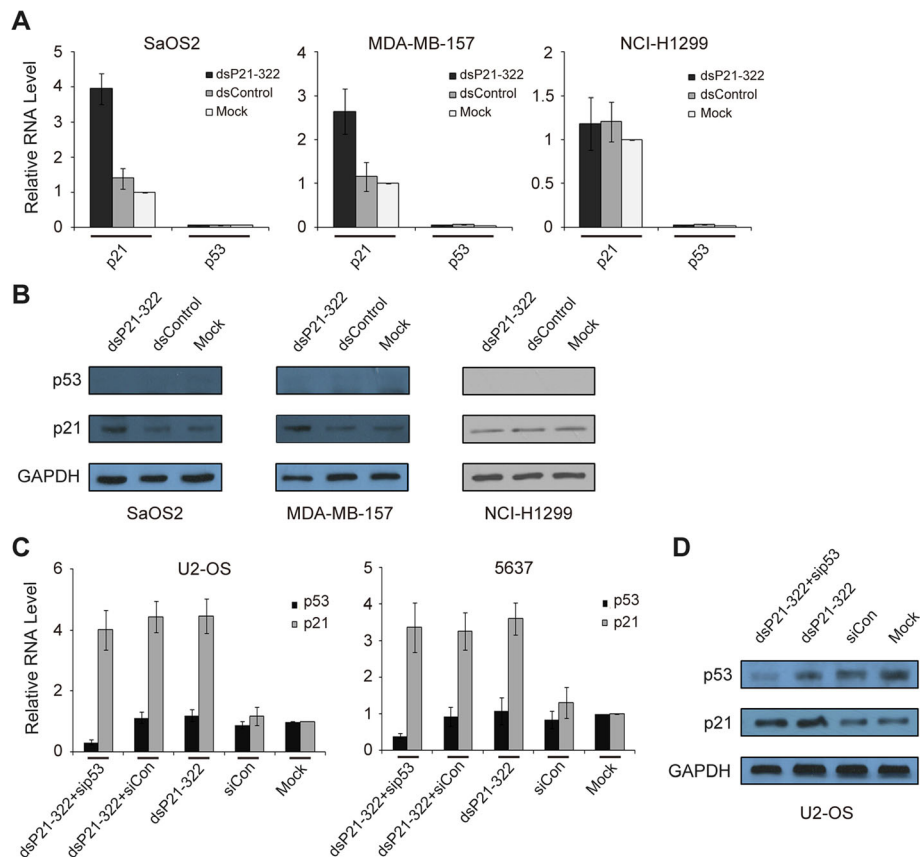 A
SaOS2
MDA-MB-157
NCI-H1299
Relative RNA Level
5
4
3
2
1
0
dsP21-322
dsControl
Mock
p21
p53
4
3
2
1
0
dsP21-322
dsControl
Mock
p21
p53
2
1.5
1
0.5
0
dsP21-322
dsControl
Mock
p21
p53
B
dsP21-322
dsControl
Mock
dsP21-322
dsControl
Mock
dsP21-322
dsControl
Mock
p53
p21
GAPDH
SaOS2
MDA-MB-157
NCI-H1299
C
U2-OS
Relative RNA Level
6
4
2
0
p53
p21
dsP21-322+sip53
dsP21-322+siCon
dsP21-322
siCon
Mock
5637
5
4
3
2
1
0
p53
p21
dsP21-322+sip53
dsP21-322+siCon
dsP21-322
siCon
Mock
D
dsP21-322+sip53
dsP21-322
siCon
Mock
p53
p21
GAPDH
U2-OS